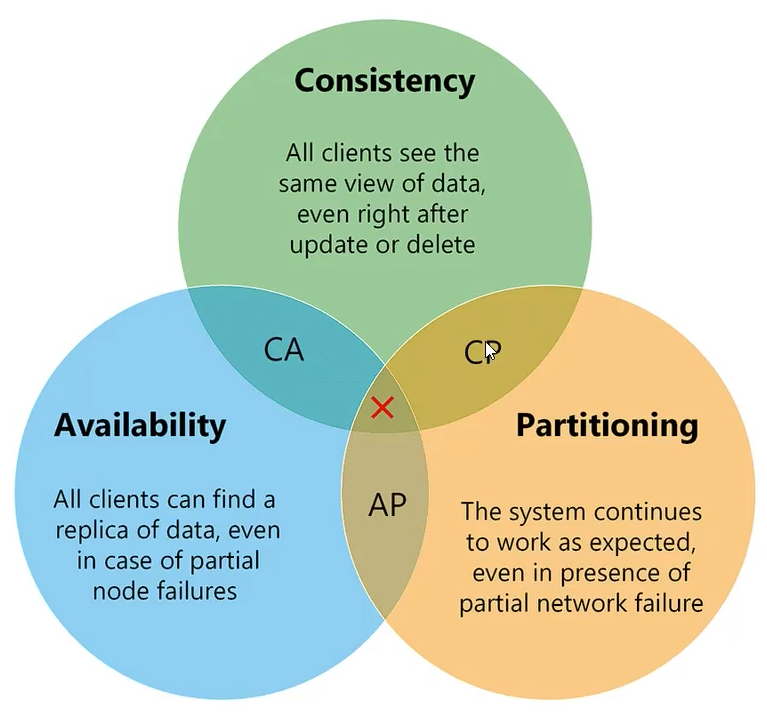 Consistency
All clients see the
same view of data,
even right after
update or delete
CA
CP
Availability
Partitioning
All clients can find a
replica of data, even
in case of partial
node failures
AP
The system continues
to work as expected,
even in presence of
partial network failure